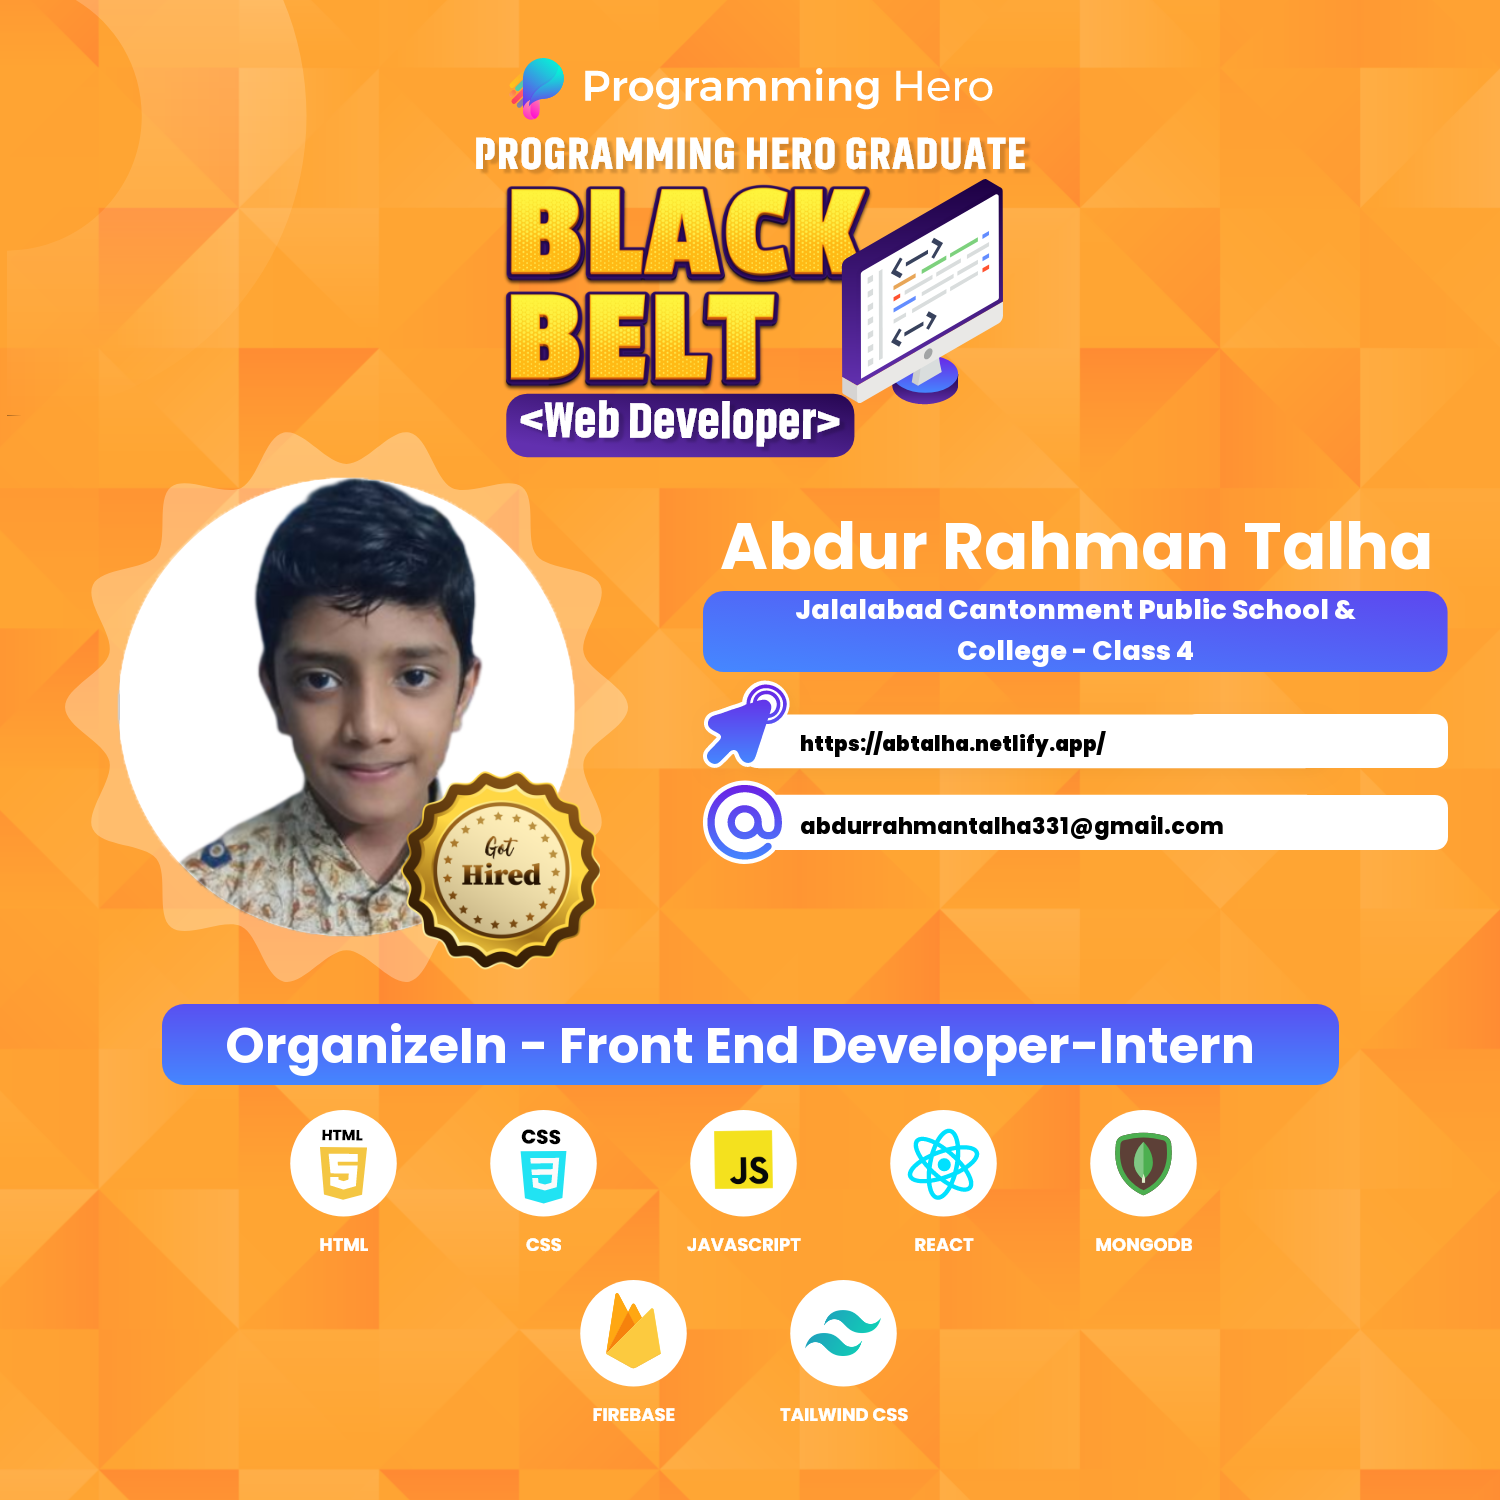 Programming Hero
PROGRAMMING HERO GRADUATE
BLACK
BELT
<Web Developer>
Abdur Rahman Talha
Jalalabad Cantonment Public School &
College - Class 4
https://abtalha.netlify.app/
abdurrahmantalha331@gmail.com
Got
Hired
OrganizeIn - Front End Developer-Intern
HTML
5
CSS
3
JS
HTML
CSS
JAVASCRIPT
REACT
MONGODB
FIREBASE
TAILWIND CSS